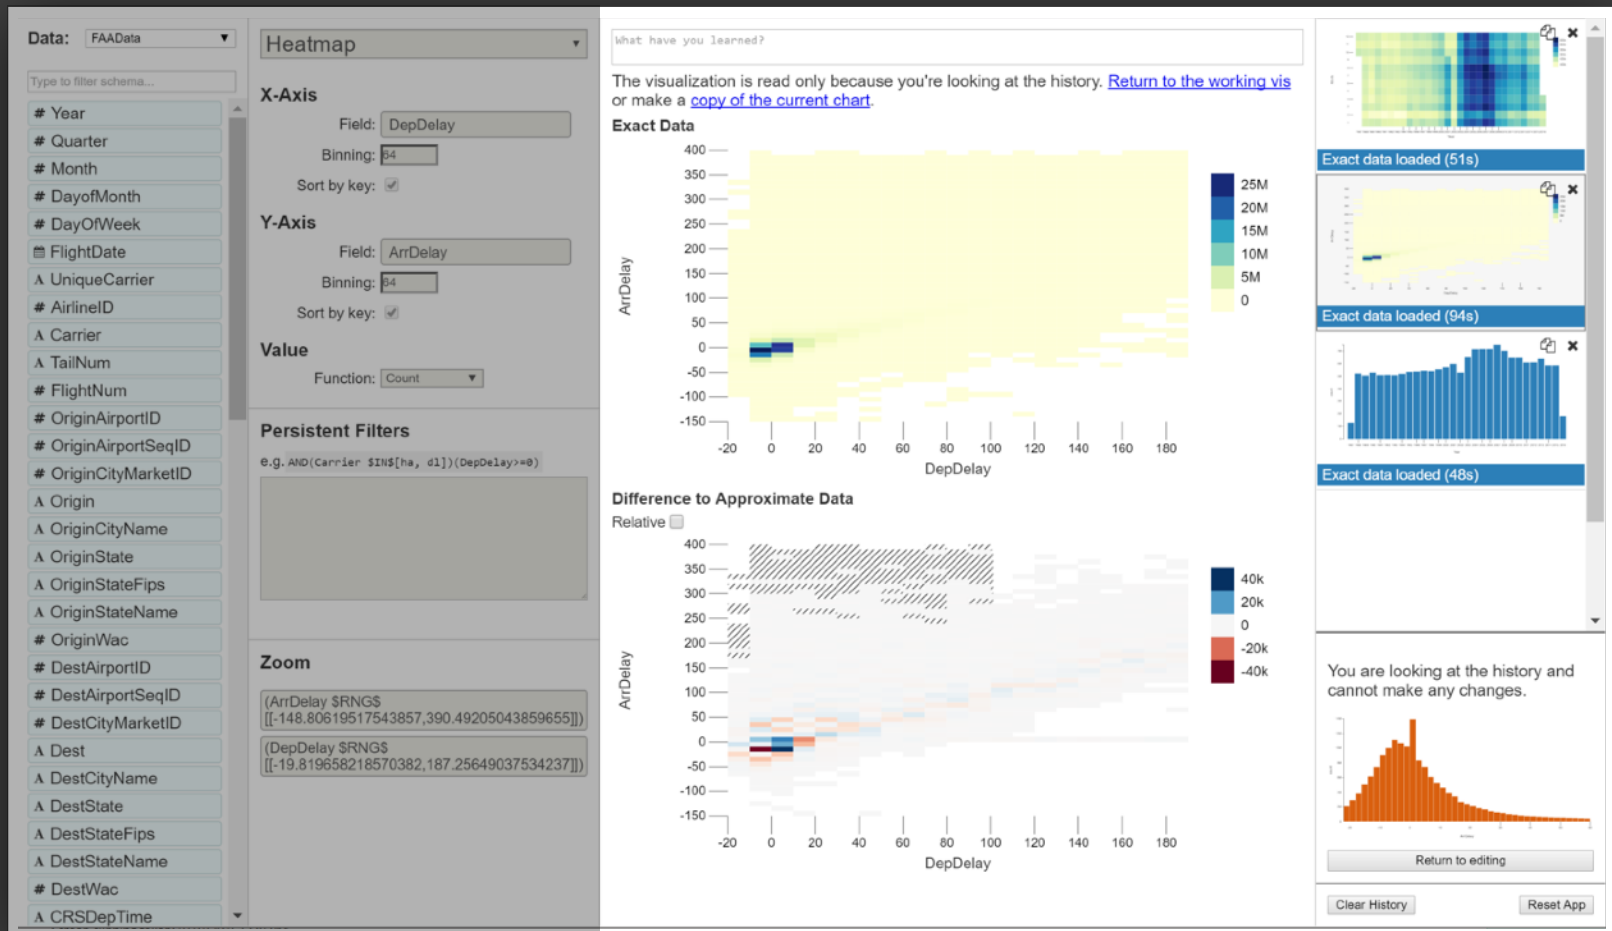 Data:
FAAData
Type to filter schema...
# Year
# Quarter
# Month
# DayofMonth
# DayOfWeek
FlightDate
A UniqueCarrier
# AirlineID
A Carrier
A TailNum
# FlightNum
# OriginAirportID
# OriginAirportSeqID
# OriginCityMarketID
A Origin
A OriginCityName
A OriginState
A OriginStateFips
A OriginStateName
# OriginWac
# DestAirportID
# DestAirportSeqID
# DestCityMarketID
A Dest
A DestCityName
A DestState
A DestStateFips
A DestStateName
# DestWac
A CRSDepTime
Heatmap
X-Axis
Field: DepDelay
Binning: 64
Sort by key:
Y-Axis
Field: ArrDelay
Binning: 64
Sort by key:
Value
Function: Count
Persistent Filters
e.g. AND(Carrier $IN$[ha, dl])(DepDelay>=0)
Zoom
(ArrDelay $RNG$
[[-148.80619517543857,390.49205043859655]])
(DepDelay $RNG$
[[-19.819658218570382,187.25649037534237]])
What have you learned?
The visualization is read only because you're looking at the history. Return to the working vis
or make a copy of the current chart.
Exact Data
400
350
300
250
200
150
100
50
0
-50
-100
-150
ArrDelay
-20 0 20 40 60 80 100 120 140 160 180
DepDelay
25M
20M
15M
10M
5M
0
Difference to Approximate Data
Relative
400
350
300
250
200
150
100
50
0
-50
-100
-150
ArrDelay
-20 0 20 40 60 80 100 120 140 160 180
DepDelay
40k
20k
0
-20k
-40k
Exact data loaded (51s)
Exact data loaded (94s)
Exact data loaded (48s)
You are looking at the history and
cannot make any changes.
Return to editing
Clear History
Reset App